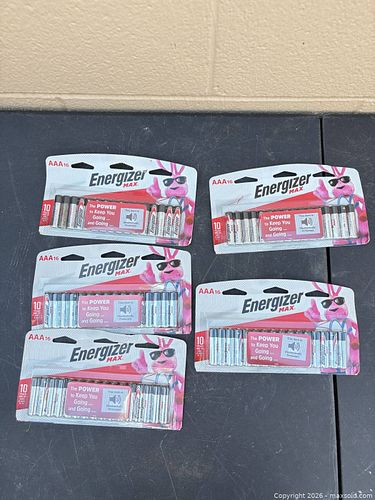 AAA16
Energizer
MAX
10
The POWER
to Keep You
Going ...
and Going ...
AAA16
Energizer
MAX
10
The POWER
to Keep You
Going ...
and Going ...
AAA16
Energizer
MAX
10
The POWER
to Keep You
Going ...
and Going ...
AAA16
Energizer
MAX
10
The POWER
to Keep You
Going ...
and Going ...
AAA16
Energizer
MAX
10
The POWER
to Keep You
Going ...
and Going ...
Copyright 2026 - maxsold.com